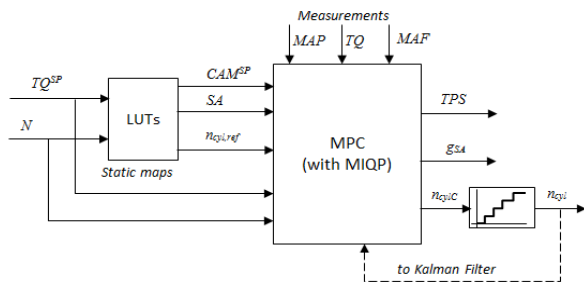 Measurements
MAP TQ MAF
TQ^SP
N
LUTs
Static maps
CAM^SP
SA
n_cyl,ref
MPC
(with MIQP)
TPS
g_SA
n_cylC
n_cyl
to Kalman Filter